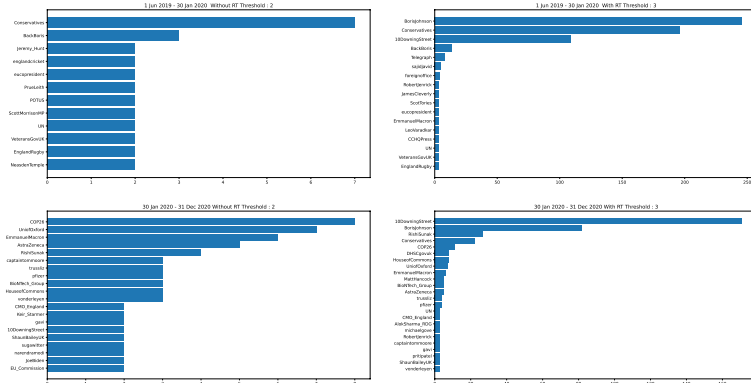 1 Jun 2019 - 30 Jan 2020 Without RT Threshold : 2
Conservatives
BackBoris
Jeremy_Hunt
englandcricket
eucopresident
PrueLeith
POTUS
ScottMorrisonMP
UN
VeteransGovUK
EnglandRugby
NeasdenTemple
0 1 2 3 4 5 6 7
1 Jun 2019 - 30 Jan 2020 With RT Threshold : 3
BorisJohnson
Conservatives
10DowningStreet
BackBoris
Telegraph
sajidjavid
foreignoffice
RobertJenrick
JamesCleverly
ScotTories
eucopresident
EmmanuelMacron
LeoVaradkar
CCHQPress
UN
VeteransGovUK
EnglandRugby
0 50 100 150 200 250
30 Jan 2020 - 31 Dec 2020 Without RT Threshold : 2
COP26
UniofOxford
EmmanuelMacron
AstraZeneca
RishiSunak
captaintommoore
trussliz
pfizer
BioNTech_Group
HouseofCommons
vonderleyen
CMO_England
Keir_Starmer
gavi
10DowningStreet
ShaunBaileyUK
sugawitter
narendramodi
JoeBiden
EU_Commission
30 Jan 2020 - 31 Dec 2020 With RT Threshold : 3
10DowningStreet
BorisJohnson
RishiSunak
Conservatives
COP26
DHSCgovuk
HouseofCommons
UniofOxford
EmmanuelMacron
MattHancock
BioNTech_Group
AstraZeneca
trussliz
pfizer
UN
CMO_England
AlokSharma_RDG
michaelgove
RobertJenrick
captaintommoore
gavi
pritipatel
ShaunBaileyUK
vonderleyen